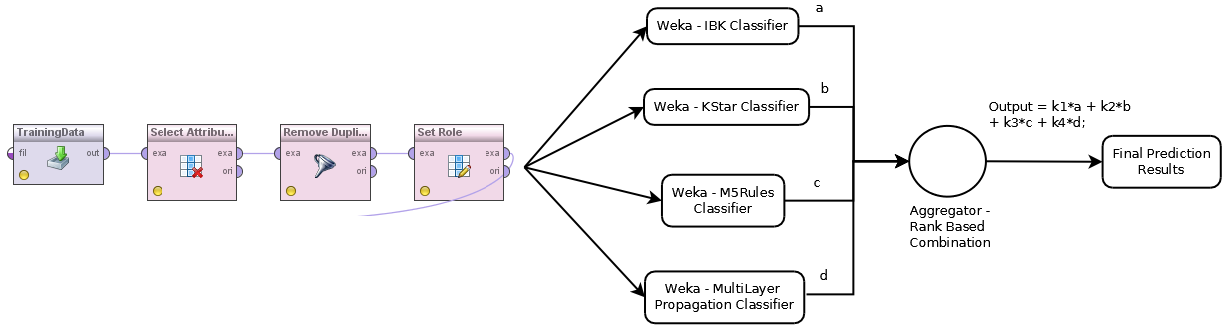 TrainingData
fil
out
Select Attribu...
exa
exa
ori
Remove Dupli...
exa
exa
ori
Set Role
exa
exa
ori
Weka - IBK Classifier
a
Weka - KStar Classifier
b
Weka - M5Rules
Classifier
c
Weka - MultiLayer
Propagation Classifier
d
Aggregator -
Rank Based
Combination
Output = k1*a + k2*b
+ k3*c + k4*d;
Final Prediction
Results